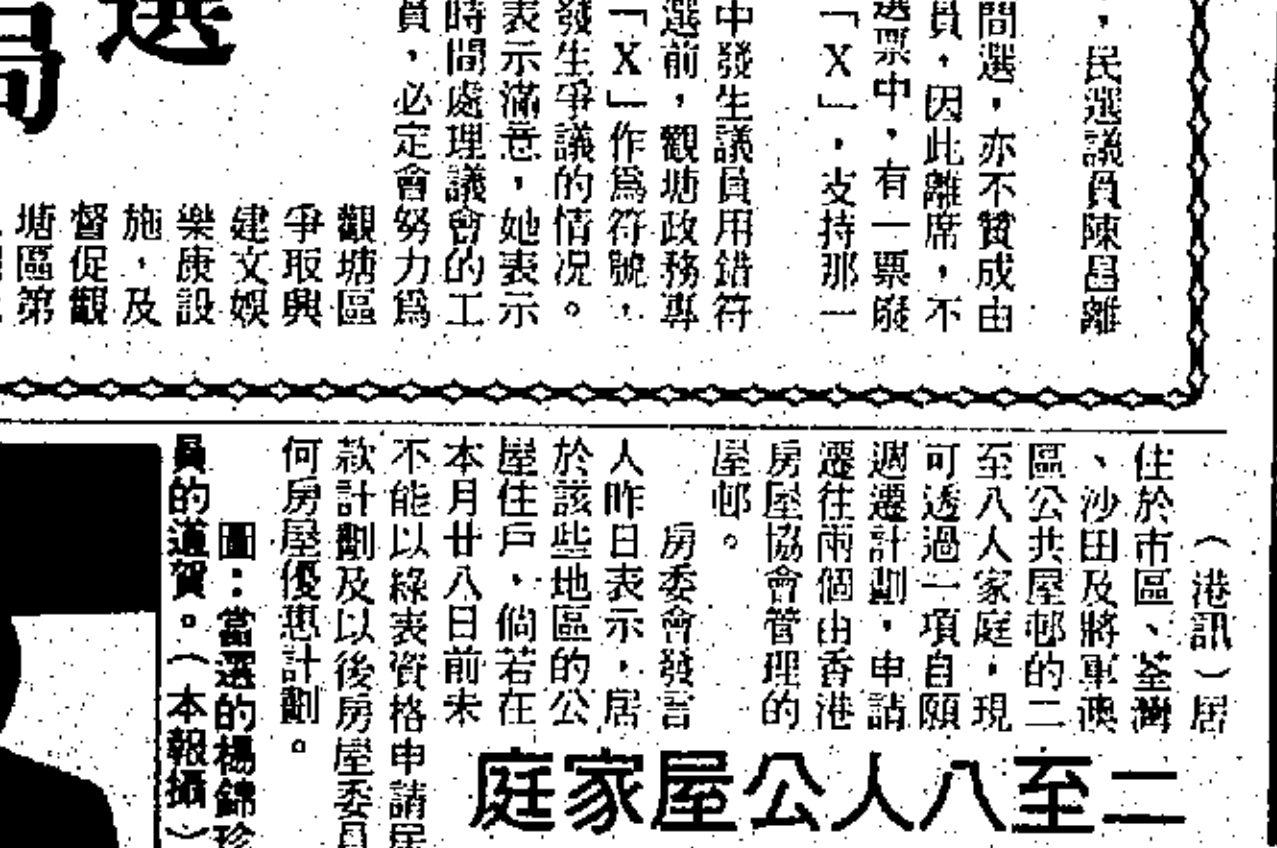 選
局
，民選議員陳昌離
間選，亦不贊成由
員，因此離席，不
選票中，有一票廢
「X」，支持那一
中發生議員用錯符
選前，觀塘政務專
「X」作爲符號，
發生爭議的情况。
表示滿意，她表示
時間處理議會的工
員，必定會努力爲
觀塘區
爭取興
建文娛
樂康設
施，及
督促觀
塘區第
二至八人公屋家庭
（港訊）居
住於市區、荃灣
、沙田及將軍澳
區公共屋邨的二
至八人家庭，現
可透過一項自願
週遷計劃，申請
遷往兩個由香港
房屋協會管理的
屋邨。
房委會發言
人昨日表示，居
於該些地區的公
屋住戶，倘若在
本月廿八日前未
不能以綠表資格申請居
款計劃及以後房屋委員
何房屋優惠計劃。
圖：當選的楊錦珍
員的道賀。（本報攝）